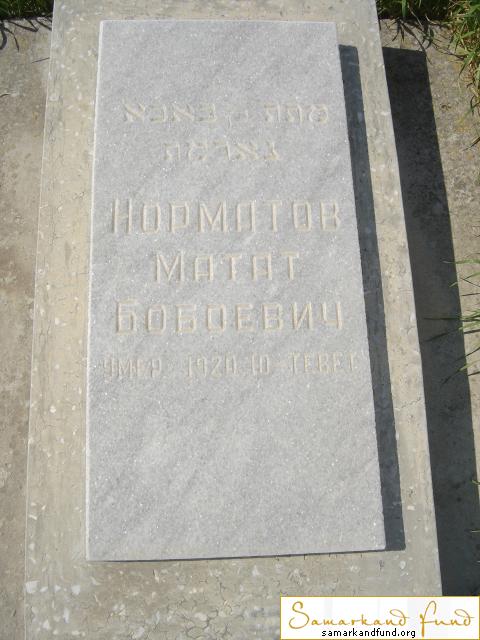 НОРМАТОВ
МАТАТ
БОБОЕВИЧ
УМЕР 1920 10 - ТЕВЕТ
Samarkand Fund
samarkandfund.org